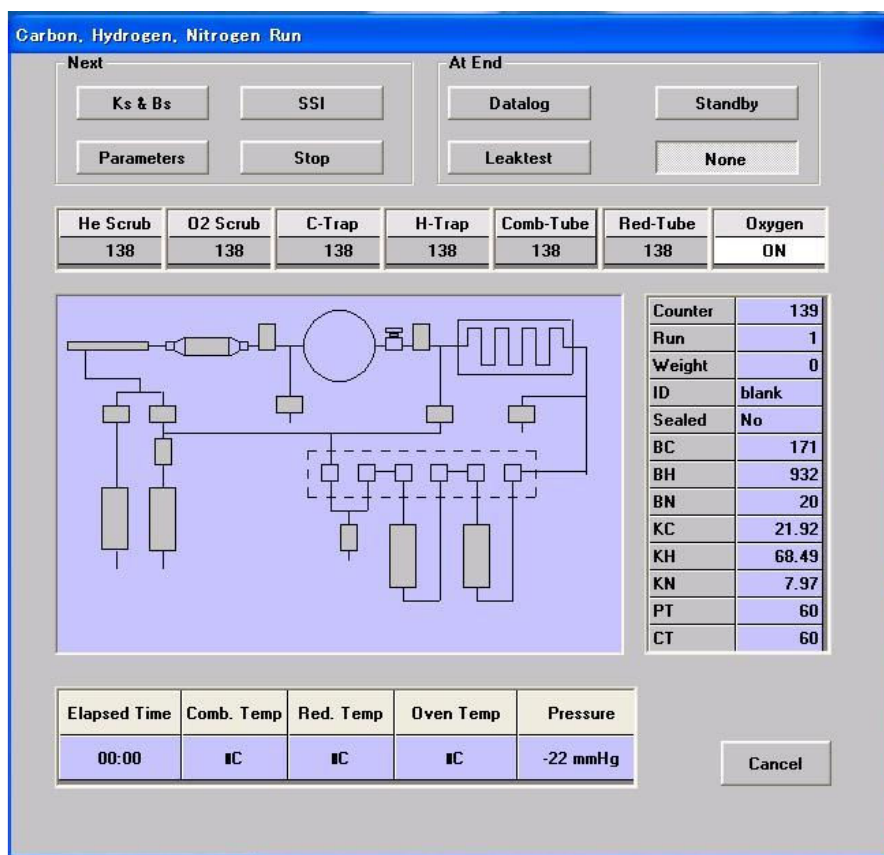 Carbon, Hydrogen, Nitrogen Run
Next
At End
Ks & Bs
SSI
Datalog
Standby
Parameters
Stop
Leaktest
None
He Scrub O2 Scrub C-Trap H-Trap Comb-Tube Red-Tube Oxygen
138 138 138 138 138 138 ON
Counter 139
Run 1
Weight 0
ID blank
Sealed No
BC 171
BH 932
BN 20
KC 21.92
KH 68.49
KN 7.97
PT 60
CT 60
Elapsed Time Comb. Temp Red. Temp Oven Temp Pressure
00:00 C C C -22 mmHg
Cancel